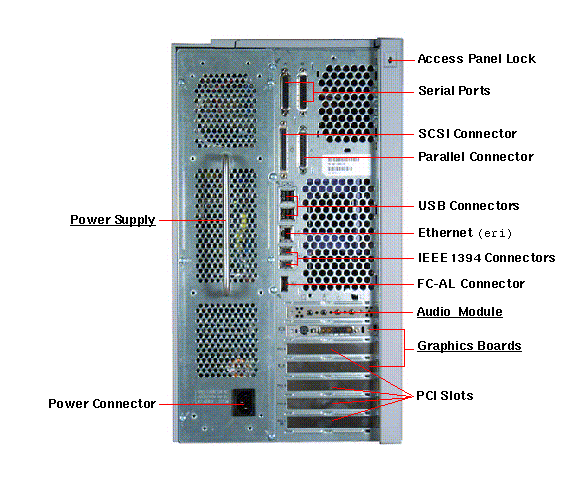 Access Panel Lock
Serial Ports
SCSI Connector
Parallel Connector
Power Supply
USB Connectors
Ethernet (eri)
IEEE 1394 Connectors
FC-AL Connector
Audio Module
Graphics Boards
Power Connector
PCI Slots